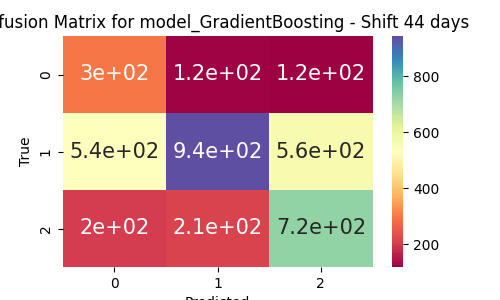 fusion Matrix for model_GradientBoosting - Shift 44 days
0 3e+02 1.2e+02 1.2e+02
1 5.4e+02 9.4e+02 5.6e+02
2 2e+02 2.1e+02 7.2e+02
True
0 1 2
Predicted
800
600
400
200